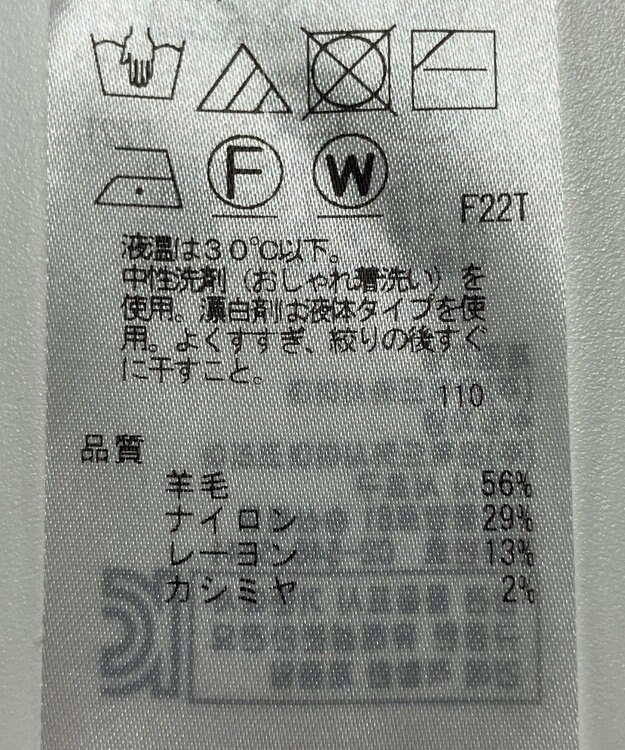 F W F22T
液温は30℃以下。
中性洗剤（おしゃれ着洗い）を
使用。漂白剤は液体タイプを使
用。よくすすぎ、絞りの後すぐ
に干すこと。
110
品質
羊毛 56%
ナイロン 29%
レーヨン 13%
カシミヤ 2%